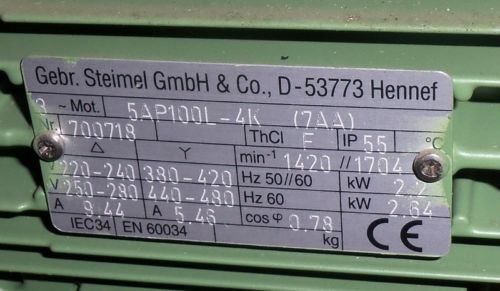 Gebr. Steimel GmbH & Co., D-53773 Hennef
3 ~ Mot. 5AP100L-4K (7AA)
Nr. 700718 ThCl F IP 55 °C
△ Y min⁻¹ 1420 // 1704
V 220-240 380-420 Hz 50//60 kW 2.2
V 250-280 440-480 Hz 60 kW 2.64
A 9.44 A 5.46 cos φ 0.78
IEC34 EN 60034 kg CE